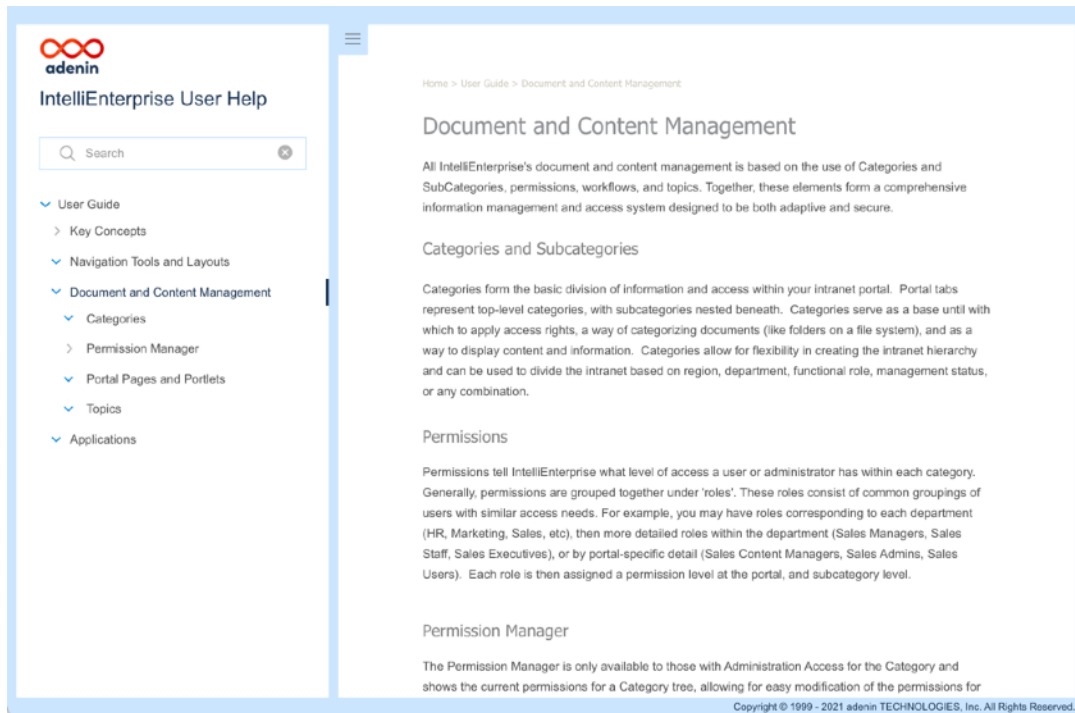 adenin
IntelliEnterprise User Help
Search
User Guide
Key Concepts
Navigation Tools and Layouts
Document and Content Management
Categories
Permission Manager
Portal Pages and Portlets
Topics
Applications
Home > User Guide > Document and Content Management
Document and Content Management
All IntelliEnterprise's document and content management is based on the use of Categories and
SubCategories, permissions, workflows, and topics. Together, these elements form a comprehensive
information management and access system designed to be both adaptive and secure.
Categories and Subcategories
Categories form the basic division of information and access within your intranet portal. Portal tabs
represent top-level categories, with subcategories nested beneath. Categories serve as a base until with
which to apply access rights, a way of categorizing documents (like folders on a file system), and as a
way to display content and information. Categories allow for flexibility in creating the intranet hierarchy
and can be used to divide the intranet based on region, department, functional role, management status,
or any combination.
Permissions
Permissions tell IntelliEnterprise what level of access a user or administrator has within each category.
Generally, permissions are grouped together under 'roles'. These roles consist of common groupings of
users with similar access needs. For example, you may have roles corresponding to each department
(HR, Marketing, Sales, etc), then more detailed roles within the department (Sales Managers, Sales
Staff, Sales Executives), or by portal-specific detail (Sales Content Managers, Sales Admins, Sales
Users). Each role is then assigned a permission level at the portal, and subcategory level.
Permission Manager
The Permission Manager is only available to those with Administration Access for the Category and
shows the current permissions for a Category tree, allowing for easy modification of the permissions for
Copyright © 1999 - 2021 adenin TECHNOLOGIES, Inc. All Rights Reserved.